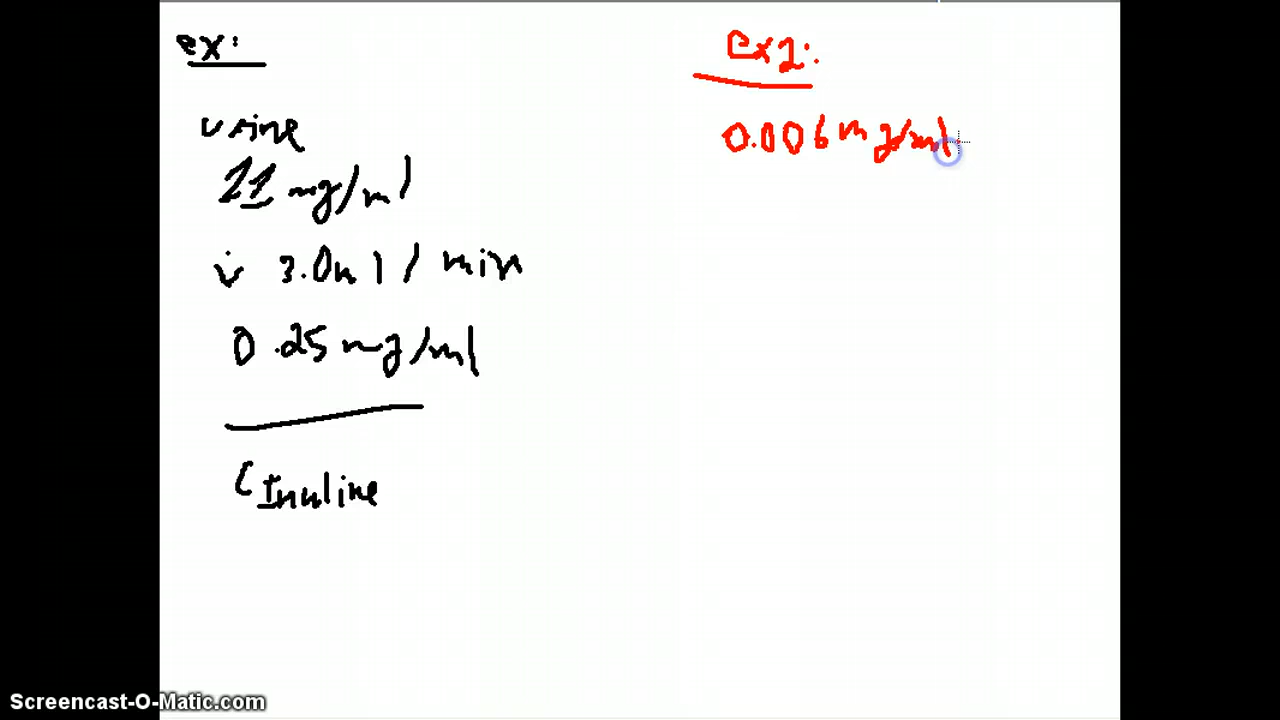 ex:
urine
11 mg/ml
v̇ 3.0ml/min
0.25 mg/ml
C Inuline
ex2:
0.006 mg/ml
Screencast-O-Matic.com